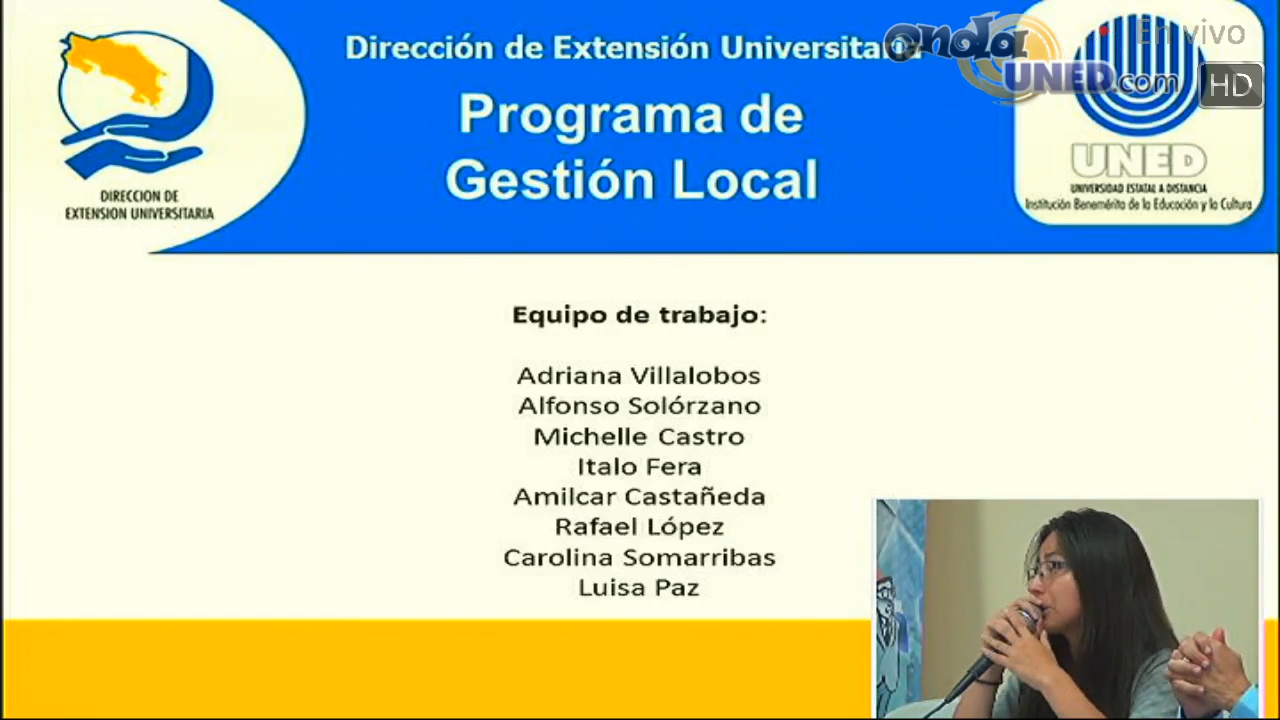 Dirección de Extensión Universitaria
Programa de
Gestión Local
DIRECCION DE
EXTENSION UNIVERSITARIA
onda
UNED.com
En vivo
HD
UNED
UNIVERSIDAD ESTATAL A DISTANCIA
Institución Benemérita de la Educación y la Cultura
Equipo de trabajo:
Adriana Villalobos
Alfonso Solórzano
Michelle Castro
Italo Fera
Amilcar Castañeda
Rafael López
Carolina Somarribas
Luisa Paz